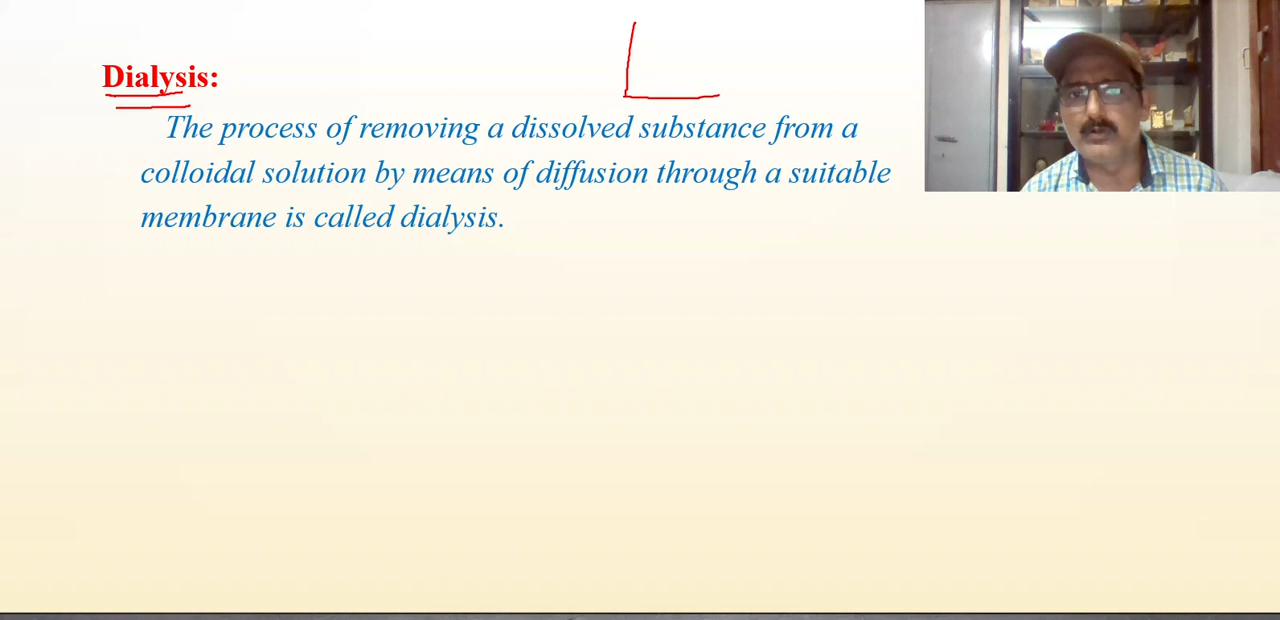 Dialysis:
The process of removing a dissolved substance from a
colloidal solution by means of diffusion through a suitable
membrane is called dialysis.